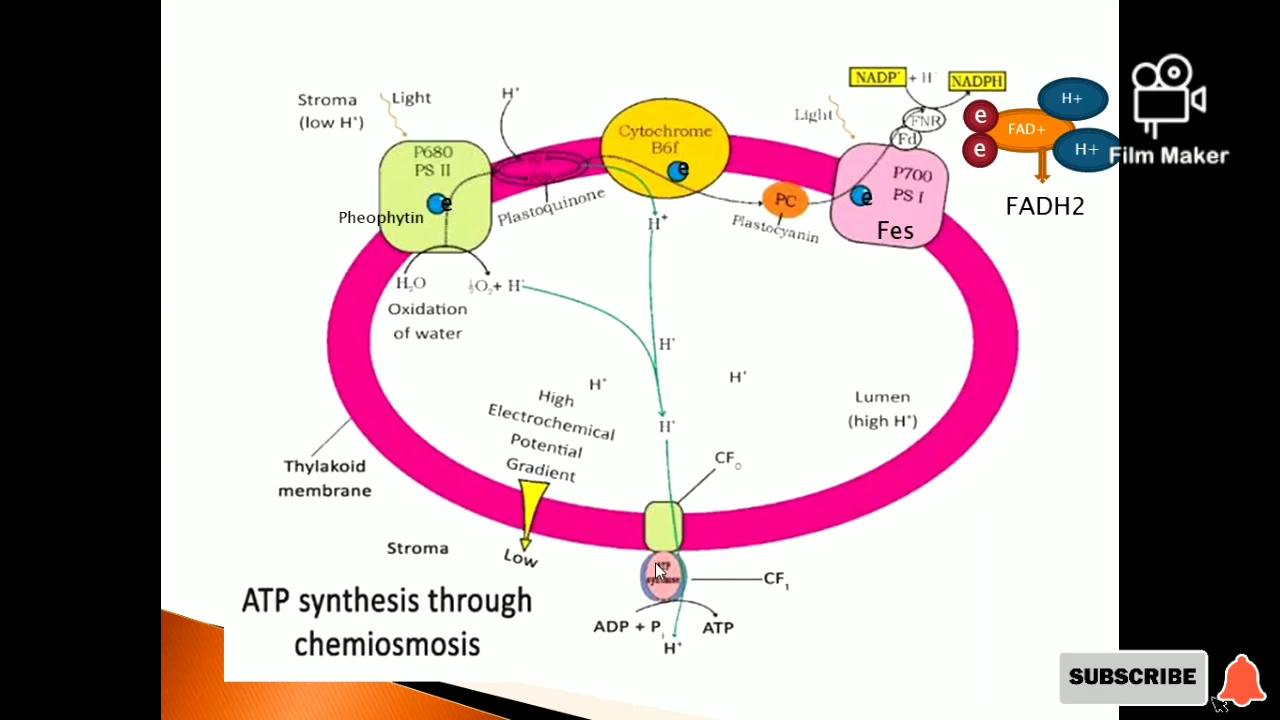 NADP⁺ + H⁺
NADPH
Stroma
(low H⁺)
Light
H⁺
Light
FNR
Fd
e
e
FAD+
H+
H+
Film Maker
FADH2
P680
PS II
Cytochrome
B6f
e
P700
PS I
Fes
e
PC
Plastocyanin
Plastoquinone
Pheophytin
e
H⁺
H₂O
½O₂+ H⁺
Oxidation
of water
H⁺
H⁺
H⁺
Lumen
(high H⁺)
High
Electrochemical
Potential
Gradient
H⁺
CF₀
Thylakoid
membrane
Stroma
Low
ATP
synthase
CF₁
ADP + Pᵢ
ATP
H⁺
ATP synthesis through
chemiosmosis
SUBSCRIBE